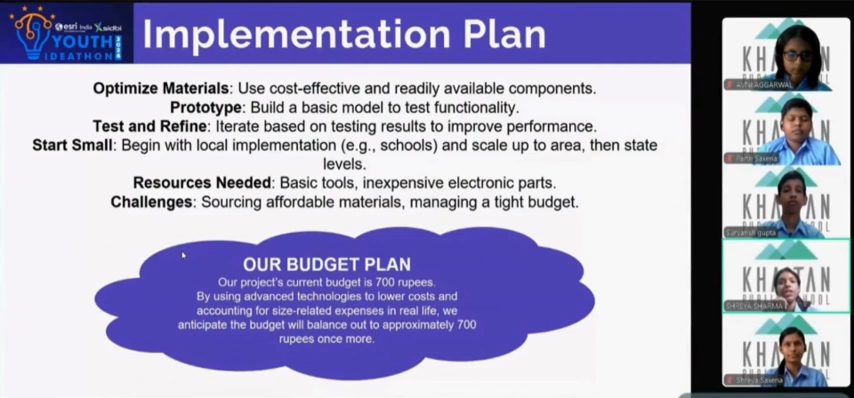 esri India sidbi
YOUTH
IDEATHON 2024
Implementation Plan
Optimize Materials: Use cost-effective and readily available components.
Prototype: Build a basic model to test functionality.
Test and Refine: Iterate based on testing results to improve performance.
Start Small: Begin with local implementation (e.g., schools) and scale up to area, then state
levels.
Resources Needed: Basic tools, inexpensive electronic parts.
Challenges: Sourcing affordable materials, managing a tight budget.
OUR BUDGET PLAN
Our project's current budget is 700 rupees.
By using advanced technologies to lower costs and
accounting for size-related expenses in real life, we
anticipate the budget will balance out to approximately 700
rupees once more.
AGGARWAL
Parth Saxena
gupta
SHREYA SHARMA
Shreya Saxena